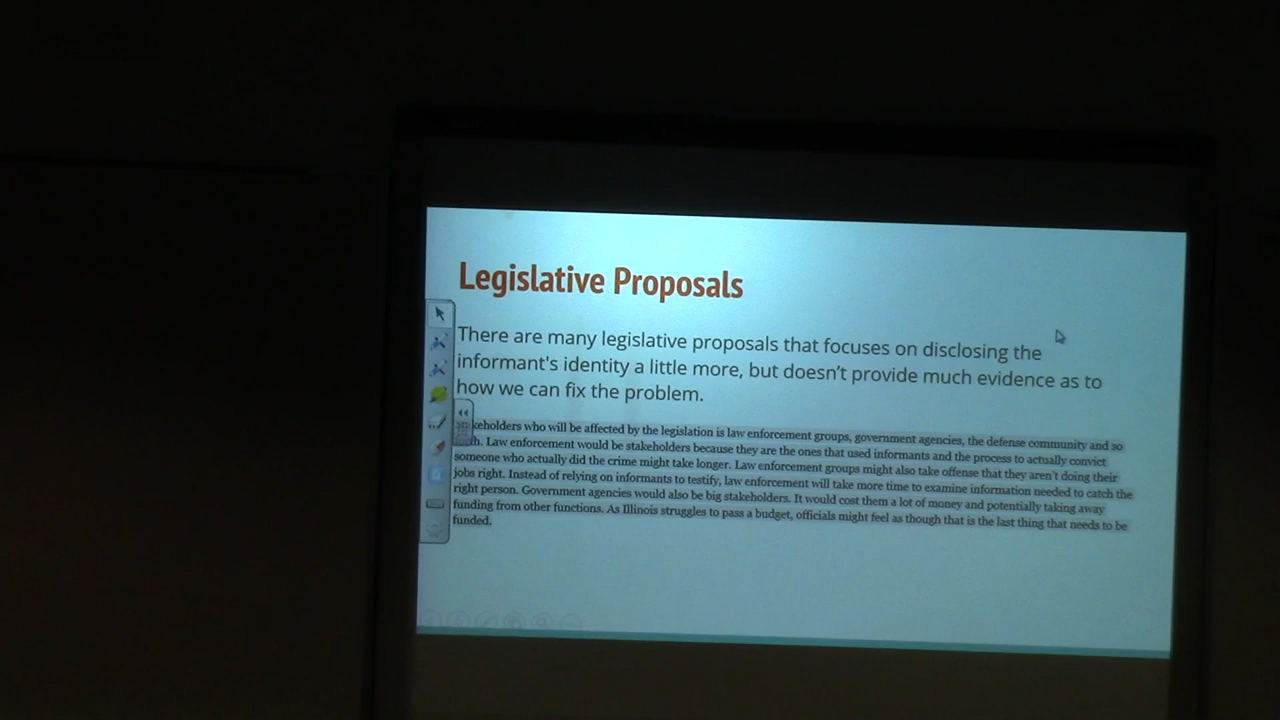 Legislative Proposals
There are many legislative proposals that focuses on disclosing the
informant's identity a little more, but doesn't provide much evidence as to
how we can fix the problem.
keholders who will be affected by the legislation is law enforcement groups, government agencies, the defense community and so
h. Law enforcement would be stakeholders because they are the ones that used informants and the process to actually convict
someone who actually did the crime might take longer. Law enforcement groups might also take offense that they aren't doing their
jobs right. Instead of relying on informants to testify, law enforcement will take more time to examine information needed to catch the
right person. Government agencies would also be big stakeholders. It would cost them a lot of money and potentially taking away
funding from other functions. As Illinois struggles to pass a budget, officials might feel as though that is the last thing that needs to be
funded.